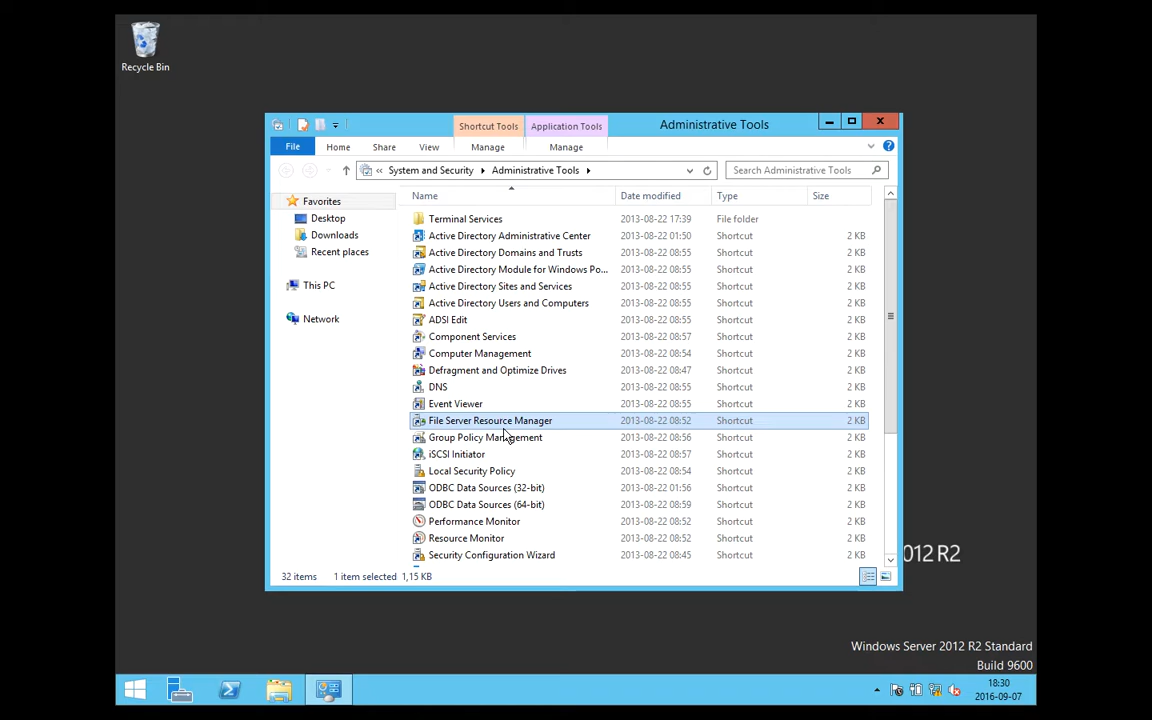 Recycle Bin
Shortcut Tools Application Tools Administrative Tools
File Home Share View Manage Manage
« System and Security Administrative Tools Search Administrative Tools
Favorites
Desktop
Downloads
Recent places
This PC
Network
Name Date modified Type Size
Terminal Services 2013-08-22 17:39 File folder
Active Directory Administrative Center 2013-08-22 01:50 Shortcut 2 KB
Active Directory Domains and Trusts 2013-08-22 08:55 Shortcut 2 KB
Active Directory Module for Windows Po... 2013-08-22 08:55 Shortcut 2 KB
Active Directory Sites and Services 2013-08-22 08:55 Shortcut 2 KB
Active Directory Users and Computers 2013-08-22 08:55 Shortcut 2 KB
ADSI Edit 2013-08-22 08:55 Shortcut 2 KB
Component Services 2013-08-22 08:57 Shortcut 2 KB
Computer Management 2013-08-22 08:54 Shortcut 2 KB
Defragment and Optimize Drives 2013-08-22 08:47 Shortcut 2 KB
DNS 2013-08-22 08:55 Shortcut 2 KB
Event Viewer 2013-08-22 08:55 Shortcut 2 KB
File Server Resource Manager 2013-08-22 08:52 Shortcut 2 KB
Group Policy Management 2013-08-22 08:56 Shortcut 2 KB
iSCSI Initiator 2013-08-22 08:57 Shortcut 2 KB
Local Security Policy 2013-08-22 08:54 Shortcut 2 KB
ODBC Data Sources (32-bit) 2013-08-22 01:56 Shortcut 2 KB
ODBC Data Sources (64-bit) 2013-08-22 08:59 Shortcut 2 KB
Performance Monitor 2013-08-22 08:52 Shortcut 2 KB
Resource Monitor 2013-08-22 08:52 Shortcut 2 KB
Security Configuration Wizard 2013-08-22 08:45 Shortcut 2 KB
32 items 1 item selected 1,15 KB
012 R2
Windows Server 2012 R2 Standard
Build 9600
18:30
2016-09-07